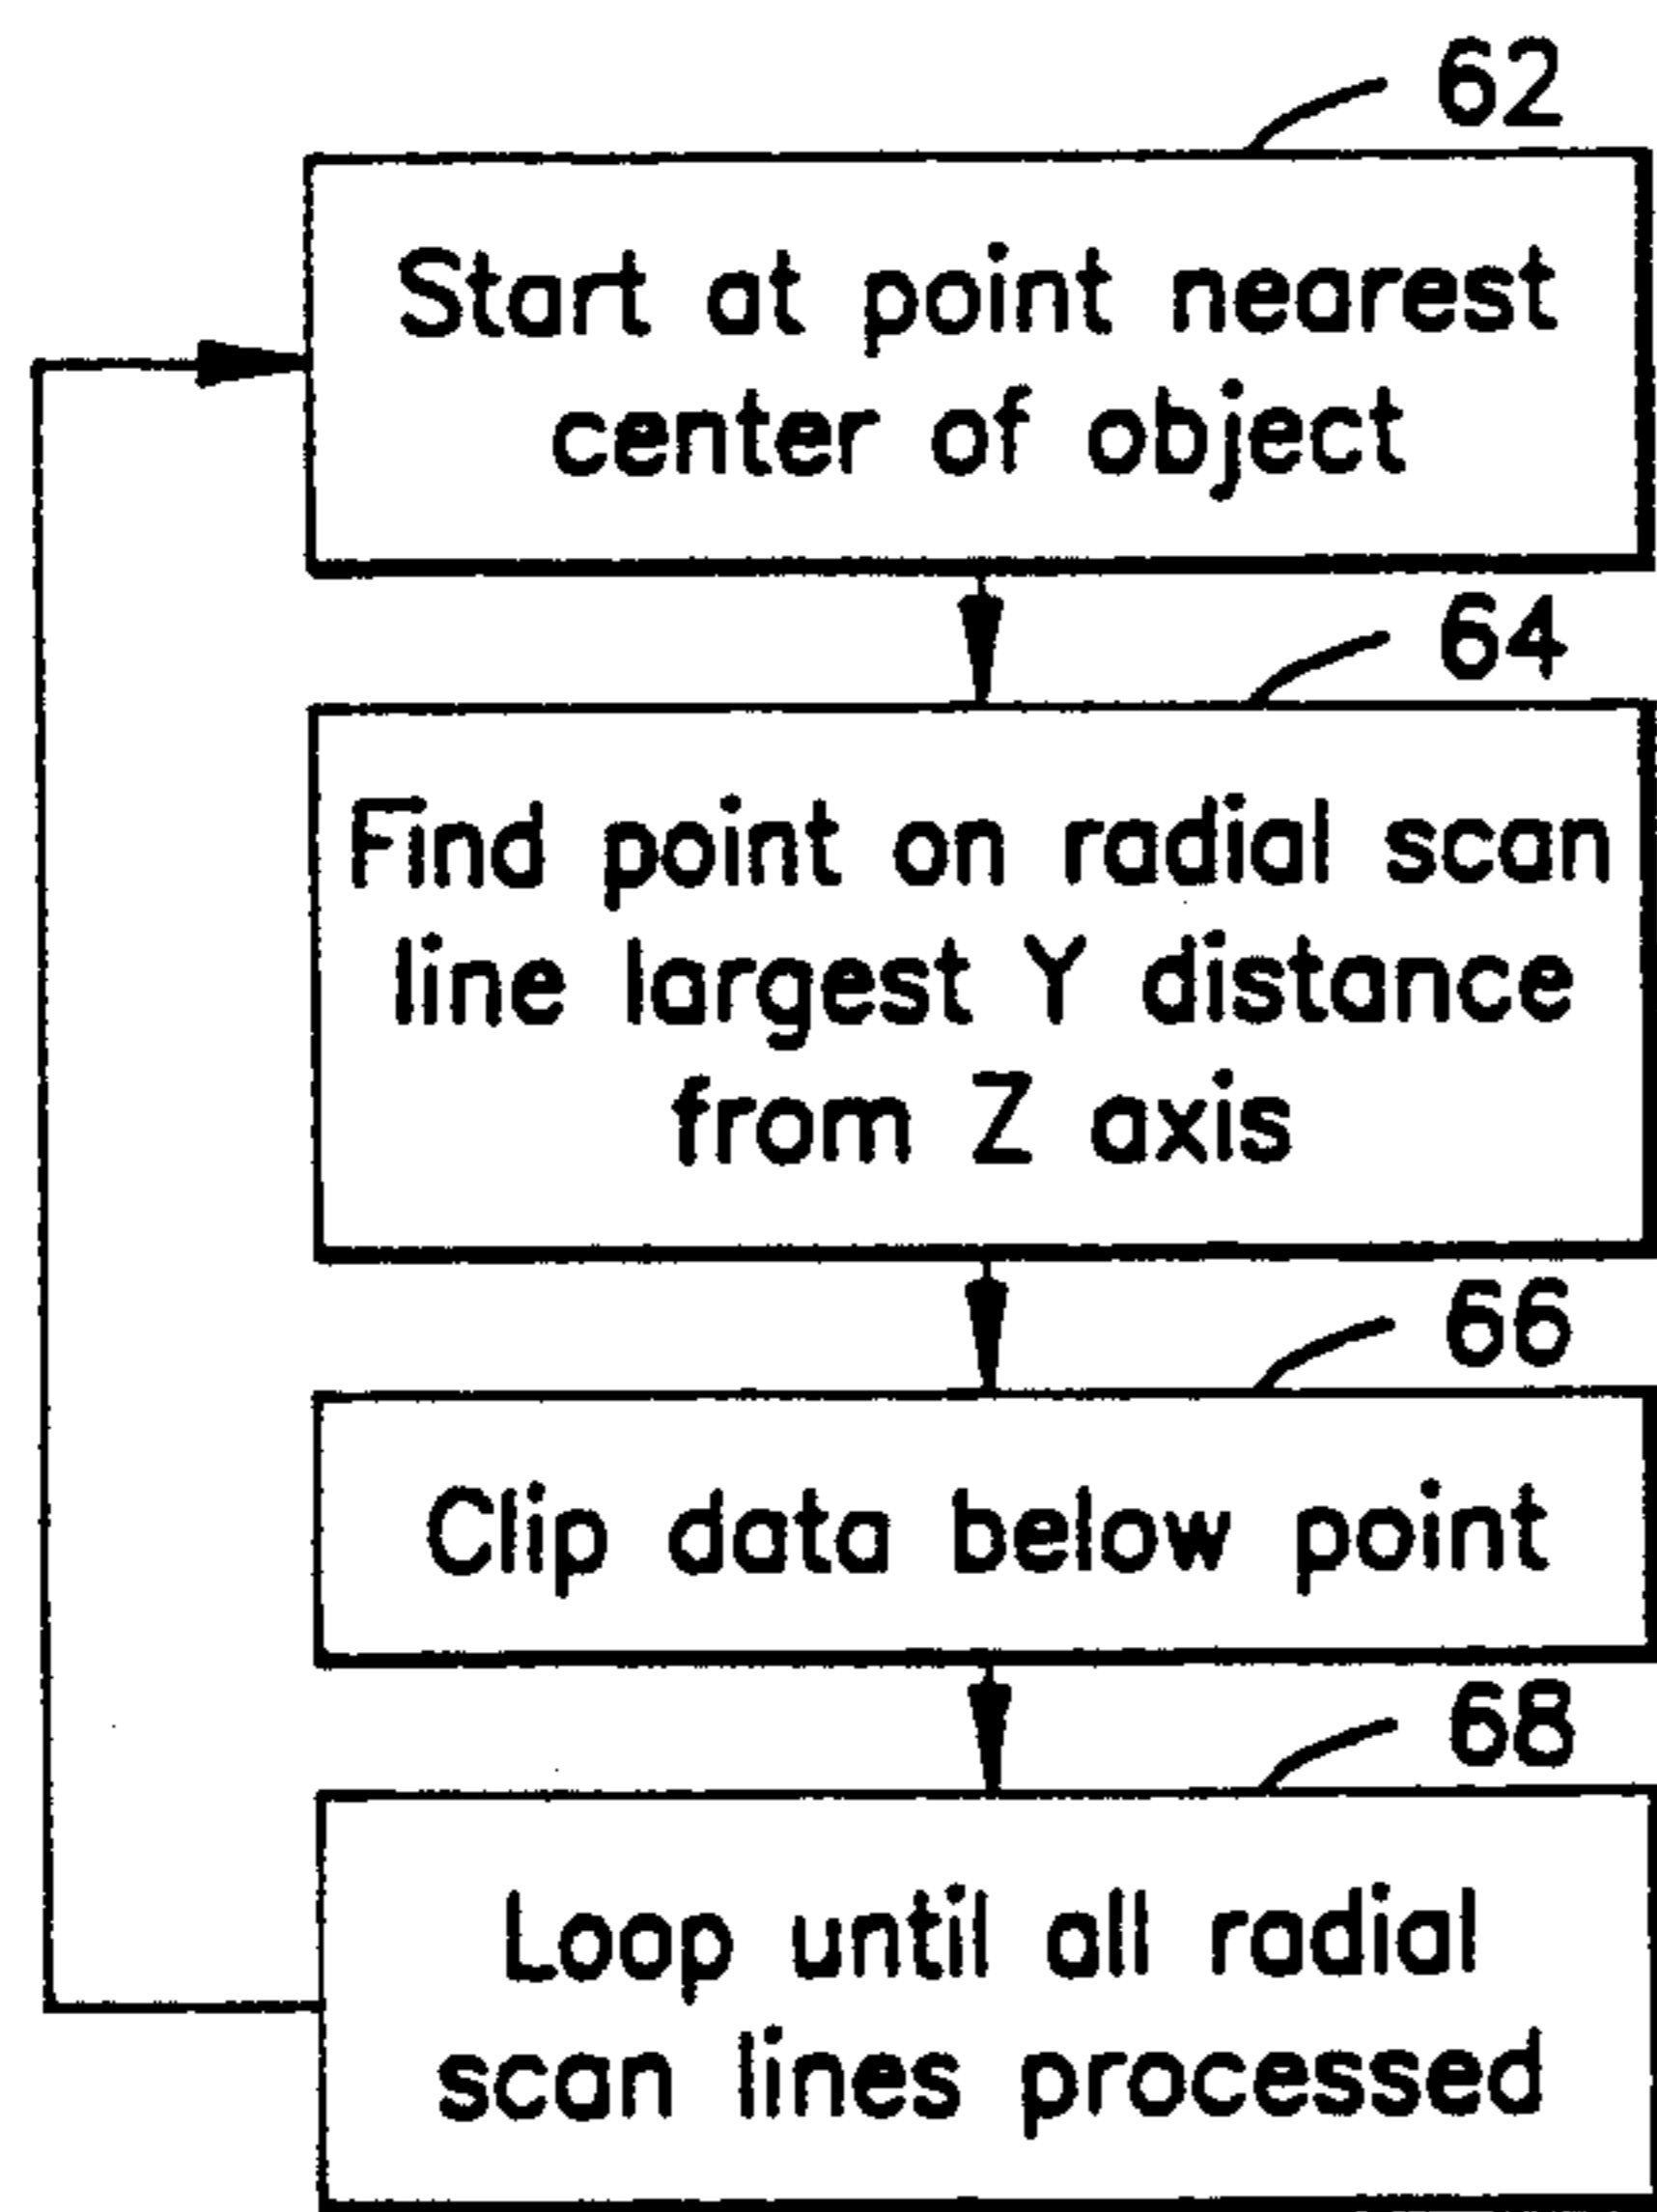 62
Start at point nearest
center of object
64
Find point on radial scan
line largest Y distance
from Z axis
66
Clip data below point
68
Loop until all radial
scan lines processed